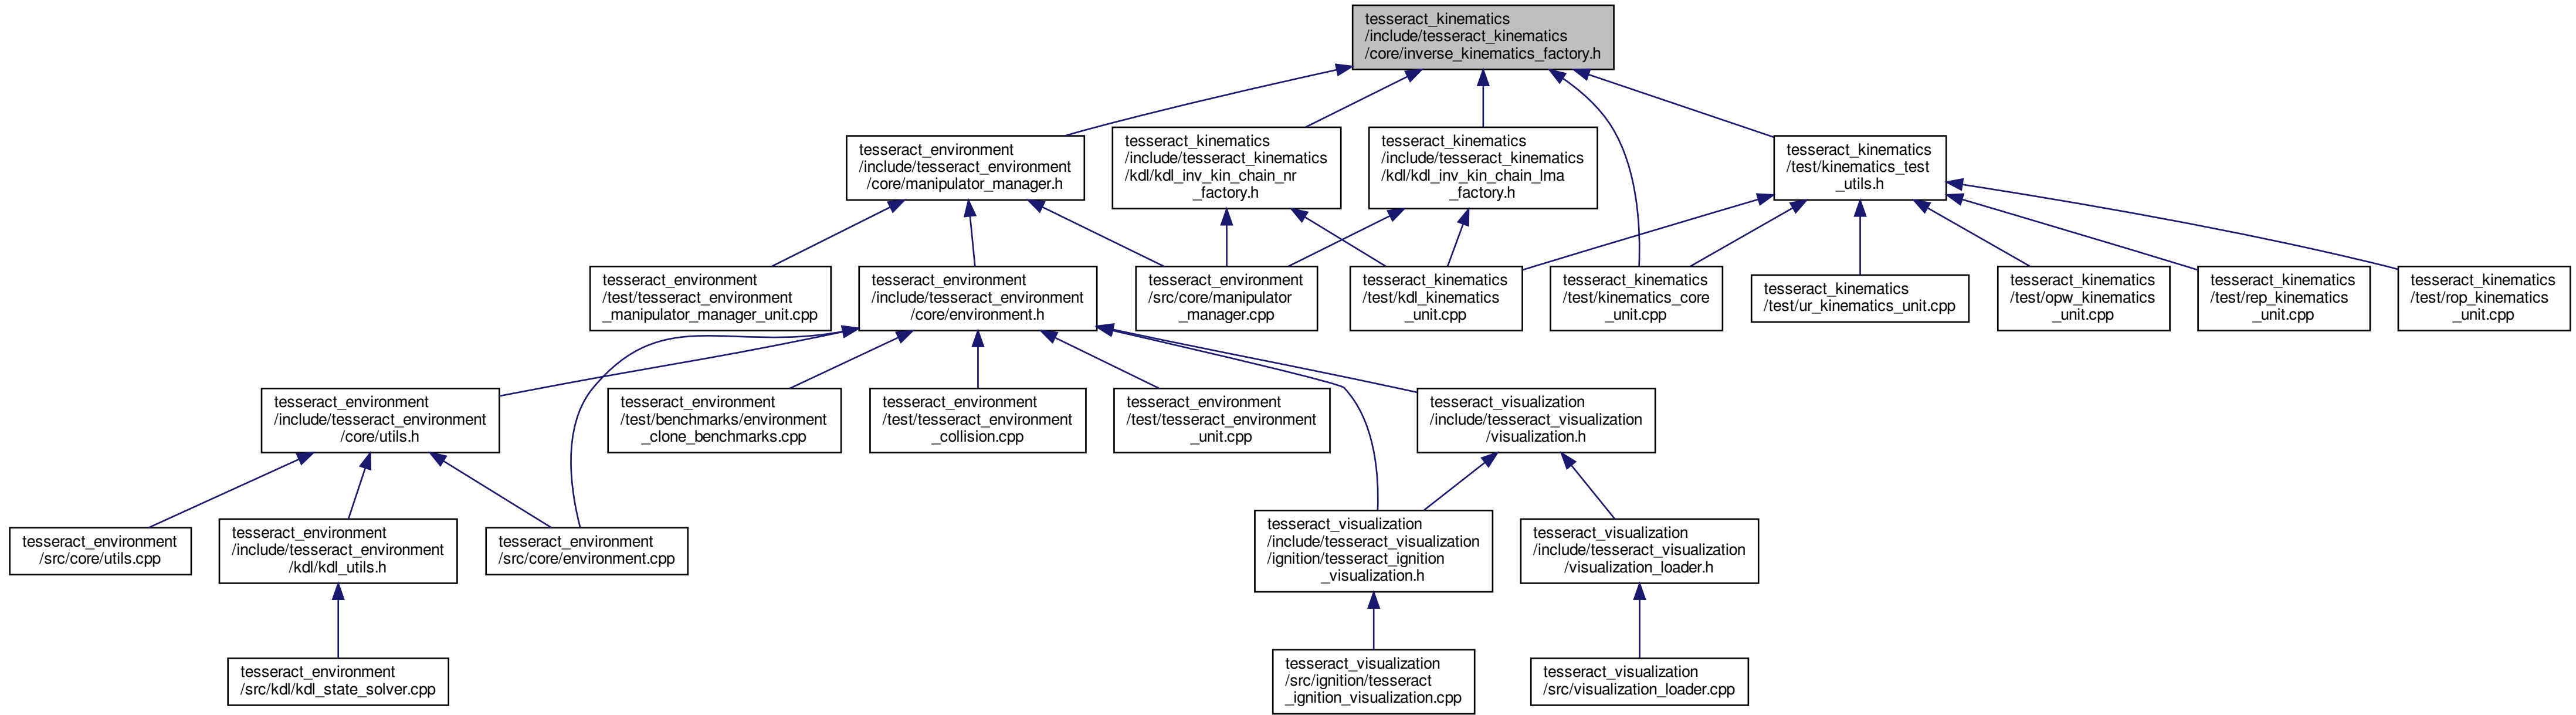 tesseract_kinematics
/include/tesseract_kinematics
/core/inverse_kinematics_factory.h
tesseract_environment
/include/tesseract_environment
/core/manipulator_manager.h
tesseract_kinematics
/include/tesseract_kinematics
/kdl/kdl_inv_kin_chain_nr
_factory.h
tesseract_kinematics
/include/tesseract_kinematics
/kdl/kdl_inv_kin_chain_lma
_factory.h
tesseract_kinematics
/test/kinematics_test
_utils.h
tesseract_environment
/test/tesseract_environment
_manipulator_manager_unit.cpp
tesseract_environment
/include/tesseract_environment
/core/environment.h
tesseract_environment
/src/core/manipulator
_manager.cpp
tesseract_kinematics
/test/kdl_kinematics
_unit.cpp
tesseract_kinematics
/test/kinematics_core
_unit.cpp
tesseract_kinematics
/test/ur_kinematics_unit.cpp
tesseract_kinematics
/test/opw_kinematics
_unit.cpp
tesseract_kinematics
/test/rep_kinematics
_unit.cpp
tesseract_kinematics
/test/rop_kinematics
_unit.cpp
tesseract_environment
/include/tesseract_environment
/core/utils.h
tesseract_environment
/test/benchmarks/environment
_clone_benchmarks.cpp
tesseract_environment
/test/tesseract_environment
_collision.cpp
tesseract_environment
/test/tesseract_environment
_unit.cpp
tesseract_visualization
/include/tesseract_visualization
/visualization.h
tesseract_environment
/src/core/utils.cpp
tesseract_environment
/include/tesseract_environment
/kdl/kdl_utils.h
tesseract_environment
/src/core/environment.cpp
tesseract_visualization
/include/tesseract_visualization
/ignition/tesseract_ignition
_visualization.h
tesseract_visualization
/include/tesseract_visualization
/visualization_loader.h
tesseract_environment
/src/kdl/kdl_state_solver.cpp
tesseract_visualization
/src/ignition/tesseract
_ignition_visualization.cpp
tesseract_visualization
/src/visualization_loader.cpp